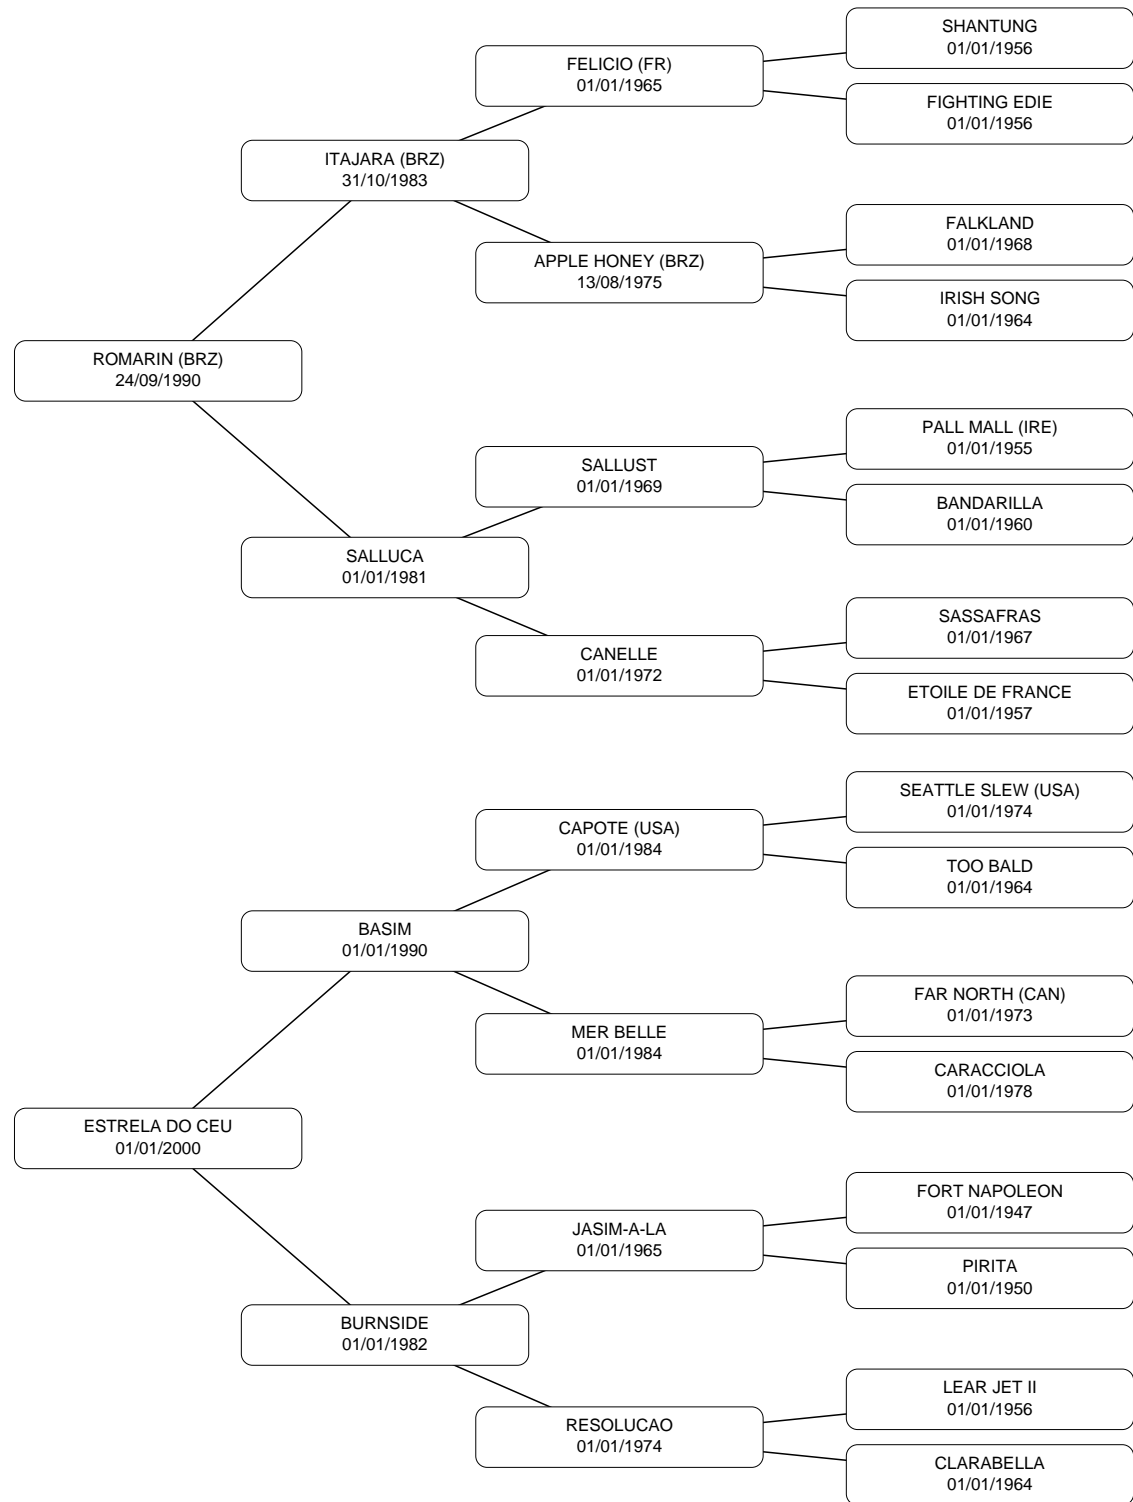 SHANTUNG
01/01/1956
FELICIO (FR)
01/01/1965
FIGHTING EDIE
01/01/1956
ITAJARA (BRZ)
31/10/1983
FALKLAND
01/01/1968
APPLE HONEY (BRZ)
13/08/1975
IRISH SONG
01/01/1964
ROMARIN (BRZ)
24/09/1990
PALL MALL (IRE)
01/01/1955
SALLUST
01/01/1969
BANDARILLA
01/01/1960
SALLUCA
01/01/1981
SASSAFRAS
01/01/1967
CANELLE
01/01/1972
ETOILE DE FRANCE
01/01/1957
SEATTLE SLEW (USA)
01/01/1974
CAPOTE (USA)
01/01/1984
TOO BALD
01/01/1964
BASIM
01/01/1990
FAR NORTH (CAN)
01/01/1973
MER BELLE
01/01/1984
CARACCIOLA
01/01/1978
ESTRELA DO CEU
01/01/2000
FORT NAPOLEON
01/01/1947
JASIM-A-LA
01/01/1965
PIRITA
01/01/1950
BURNSIDE
01/01/1982
LEAR JET II
01/01/1956
RESOLUCAO
01/01/1974
CLARABELLA
01/01/1964